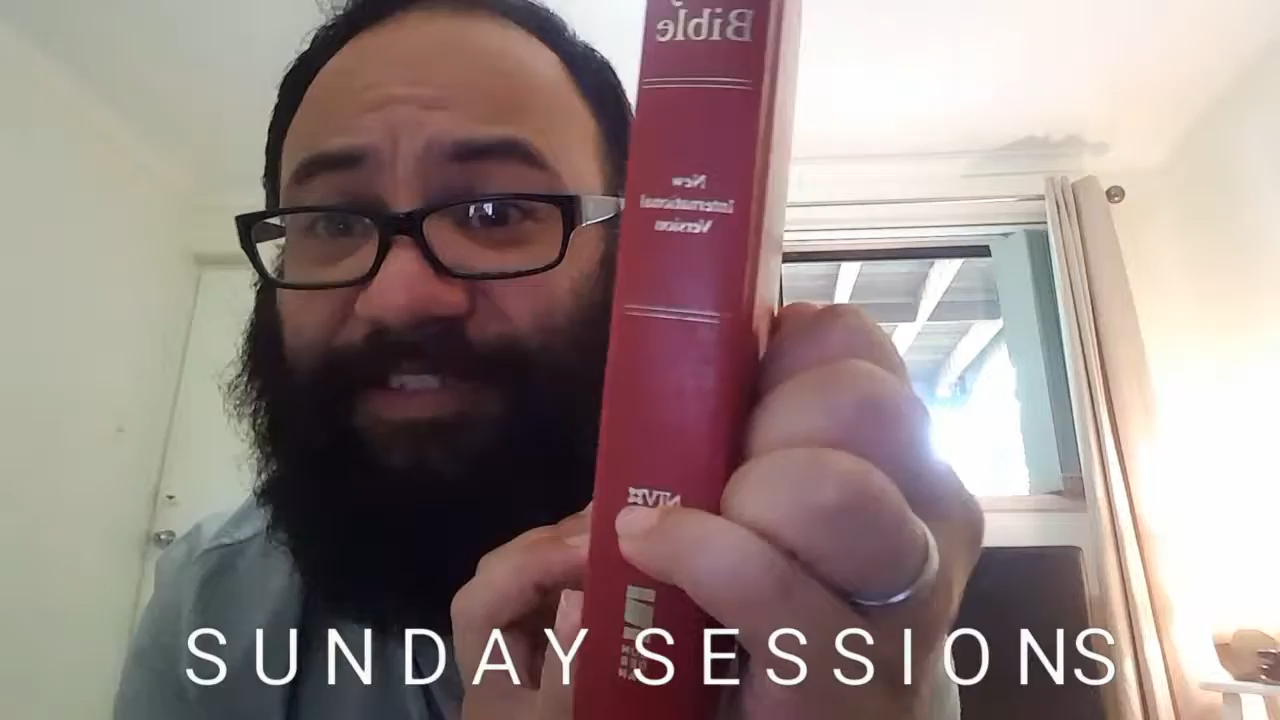 Bible
New
International
Version
NIV
SUNDAY SESSIONS